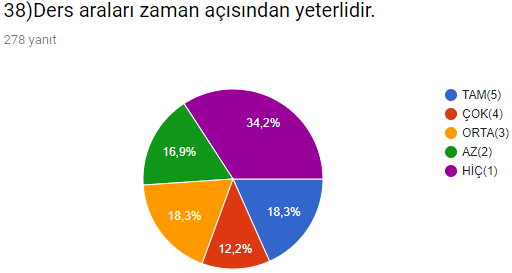 38)Ders araları zaman açısından yeterlidir.
278 yanıt
TAM(5)
ÇOK(4)
ORTA(3)
AZ(2)
HİÇ(1)
34,2%
16,9%
18,3%
18,3%
12,2%